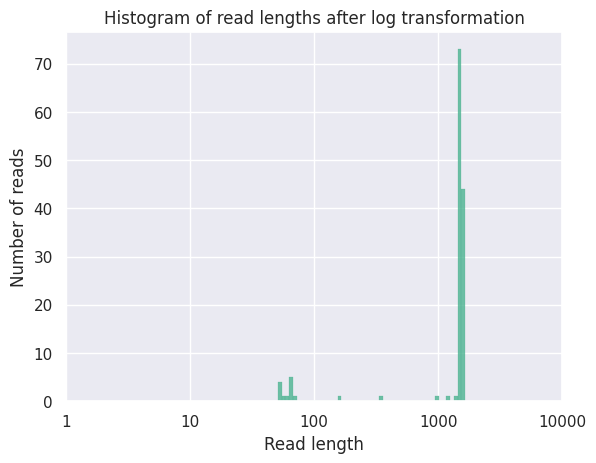 Histogram of read lengths after log transformation
70
60
50
40
30
20
10
0
Number of reads
1 10 100 1000 10000
Read length